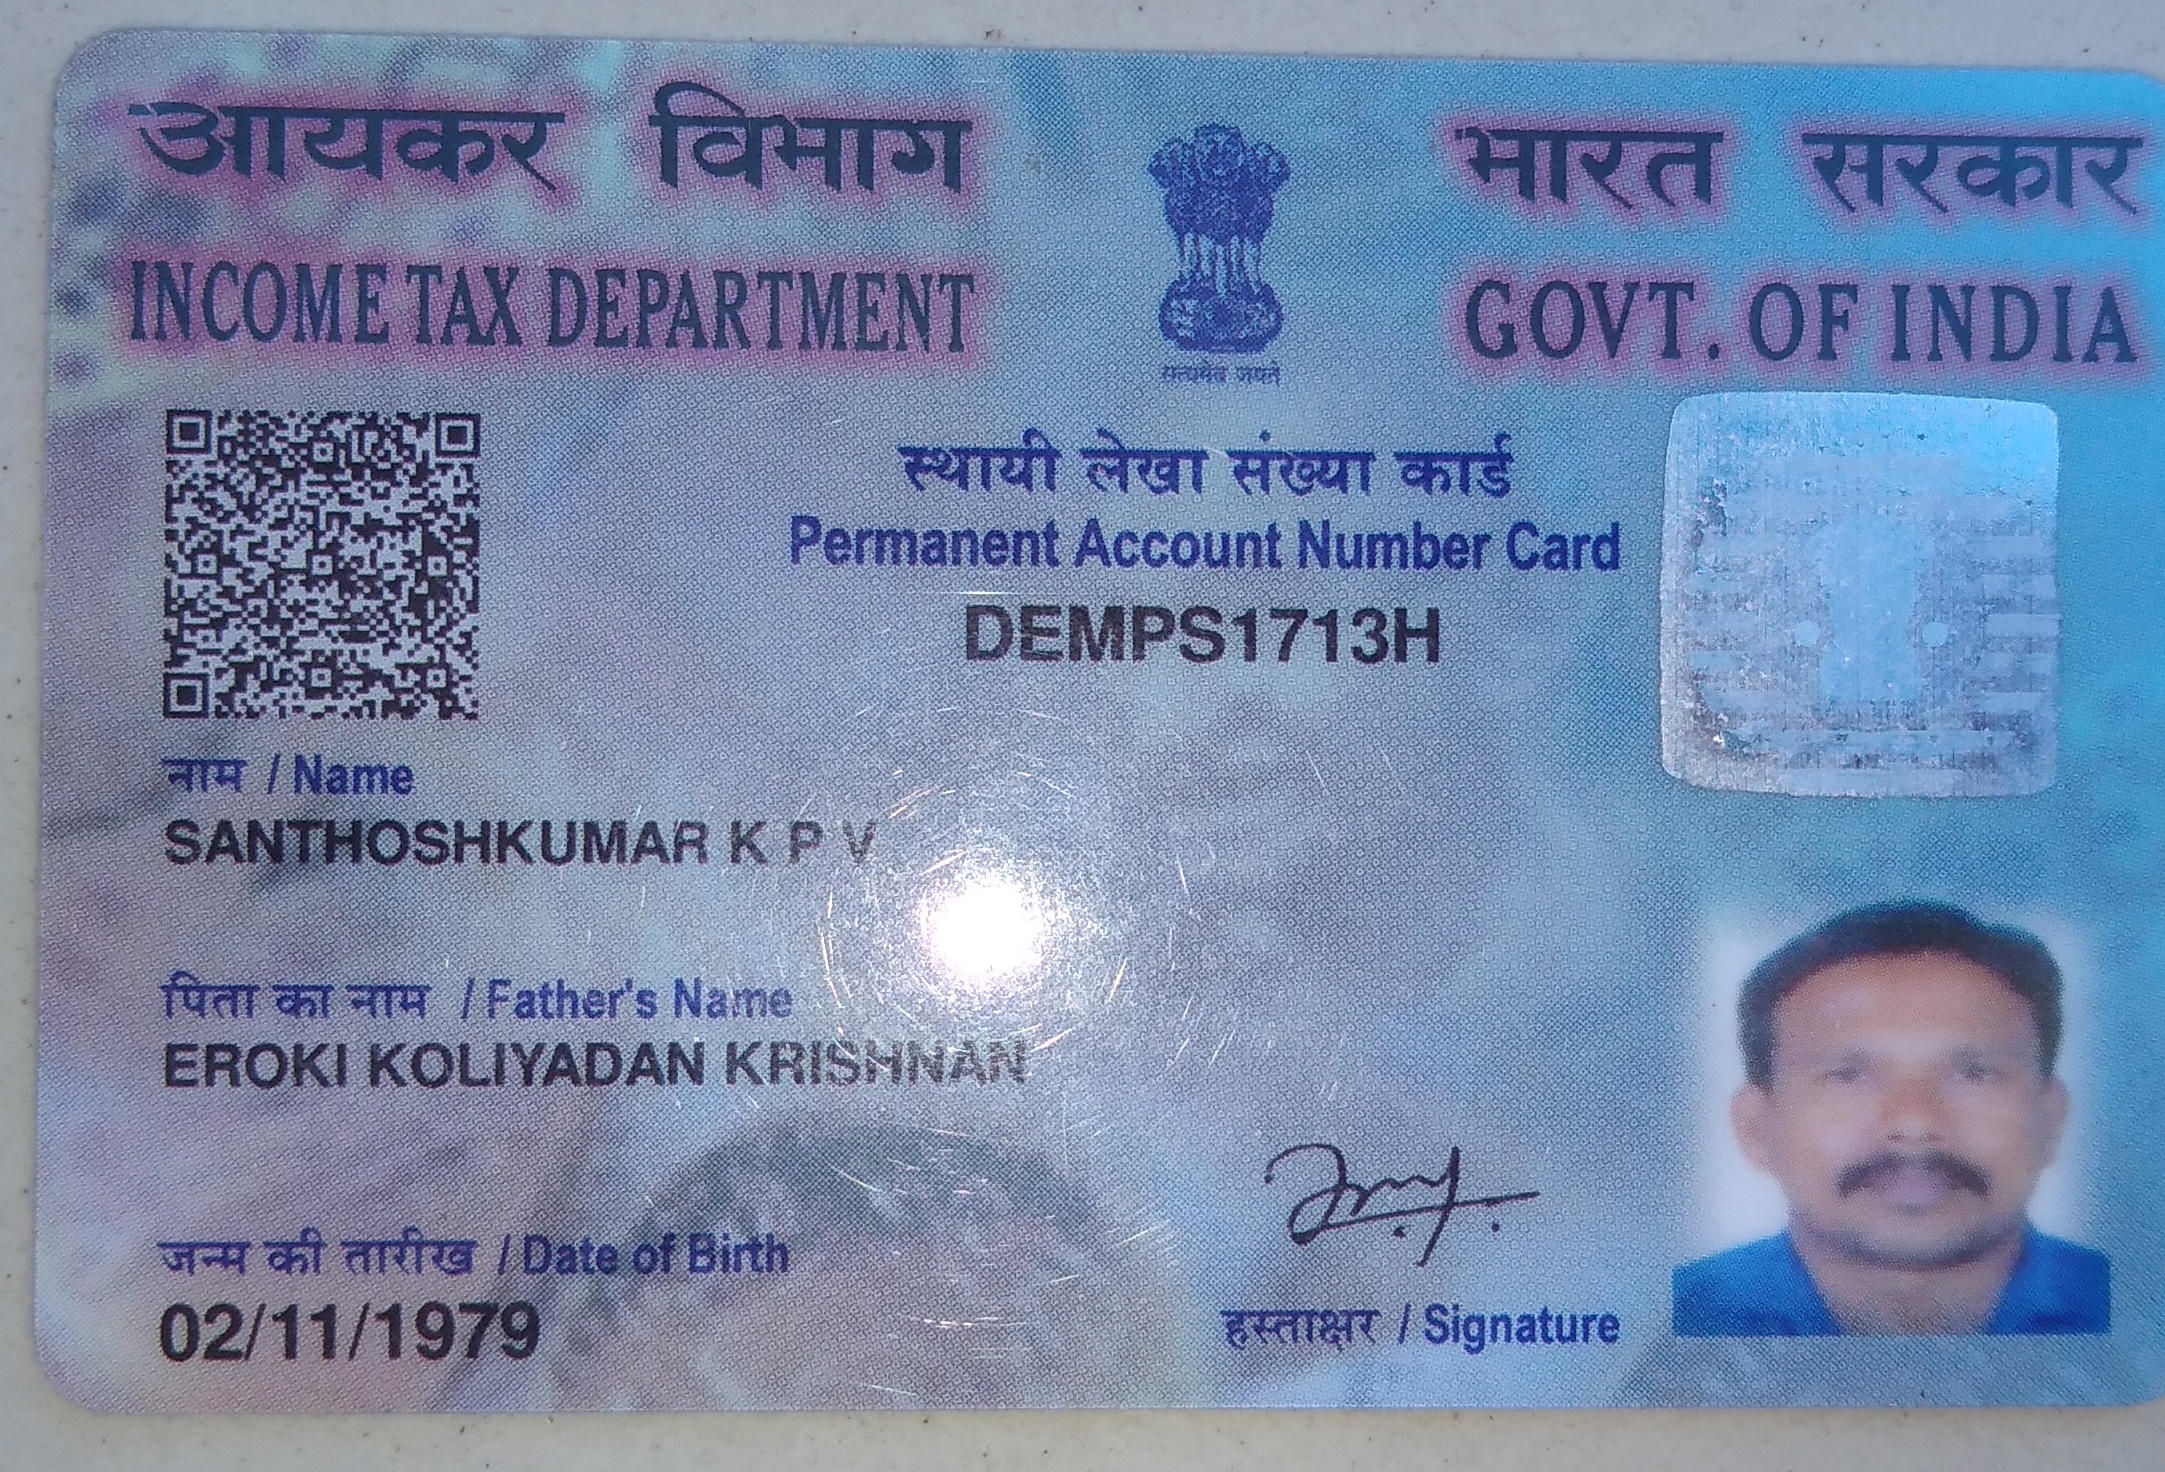 आयकर विभाग
INCOME TAX DEPARTMENT
भारत सरकार
GOVT. OF INDIA
सत्यमेव जयते
स्थायी लेखा संख्या कार्ड
Permanent Account Number Card
DEMPS1713H
नाम / Name
SANTHOSHKUMAR K P V
पिता का नाम / Father's Name
EROKI KOLIYADAN KRISHNAN
जन्म की तारीख / Date of Birth
02/11/1979
हस्ताक्षर / Signature